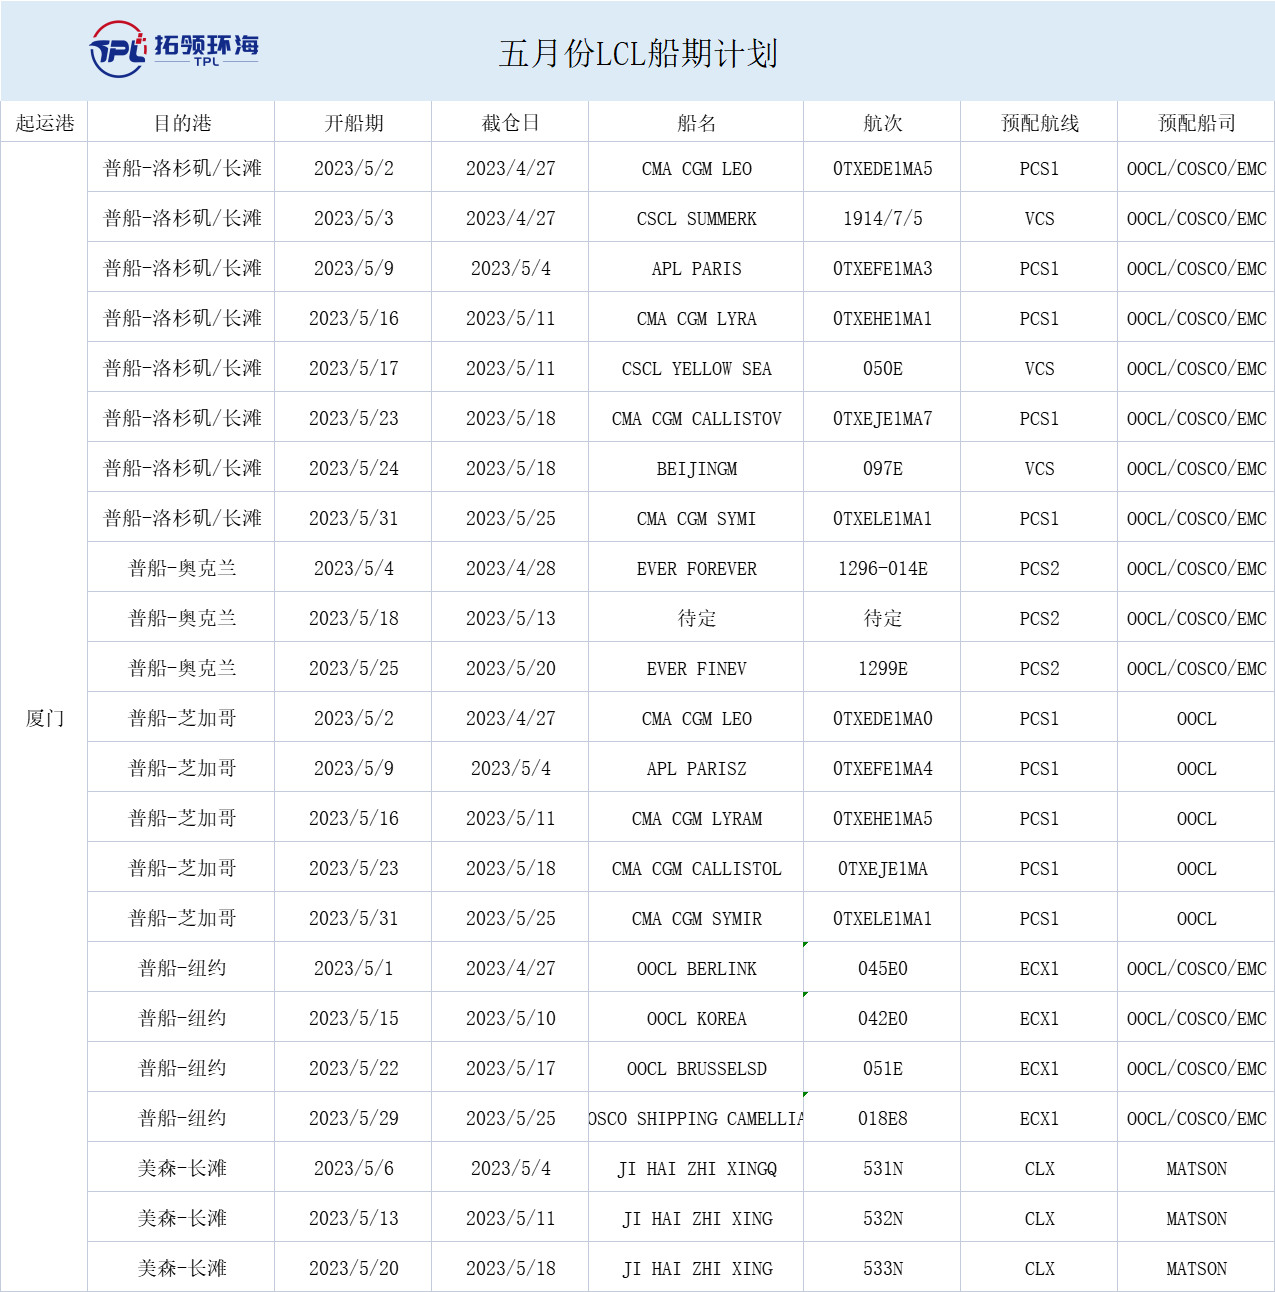 TPL 拓领环海
TPL
五月份LCL船期计划
起运港 目的港 开船期 截仓日 船名 航次 预配航线 预配船司
普船-洛杉矶/长滩 2023/5/2 2023/4/27 CMA CGM LEO 0TXEDE1MA5 PCS1 OOCL/COSCO/EMC
普船-洛杉矶/长滩 2023/5/3 2023/4/27 CSCL SUMMERK 1914/7/5 VCS OOCL/COSCO/EMC
普船-洛杉矶/长滩 2023/5/9 2023/5/4 APL PARIS 0TXEFE1MA3 PCS1 OOCL/COSCO/EMC
普船-洛杉矶/长滩 2023/5/16 2023/5/11 CMA CGM LYRA 0TXEHE1MA1 PCS1 OOCL/COSCO/EMC
普船-洛杉矶/长滩 2023/5/17 2023/5/11 CSCL YELLOW SEA 050E VCS OOCL/COSCO/EMC
普船-洛杉矶/长滩 2023/5/23 2023/5/18 CMA CGM CALLISTOV 0TXEJE1MA7 PCS1 OOCL/COSCO/EMC
普船-洛杉矶/长滩 2023/5/24 2023/5/18 BEIJINGM 097E VCS OOCL/COSCO/EMC
普船-洛杉矶/长滩 2023/5/31 2023/5/25 CMA CGM SYMI 0TXELE1MA1 PCS1 OOCL/COSCO/EMC
普船-奥克兰 2023/5/4 2023/4/28 EVER FOREVER 1296-014E PCS2 OOCL/COSCO/EMC
普船-奥克兰 2023/5/18 2023/5/13 待定 待定 PCS2 OOCL/COSCO/EMC
普船-奥克兰 2023/5/25 2023/5/20 EVER FINEV 1299E PCS2 OOCL/COSCO/EMC
厦门 普船-芝加哥 2023/5/2 2023/4/27 CMA CGM LEO 0TXEDE1MA0 PCS1 OOCL
普船-芝加哥 2023/5/9 2023/5/4 APL PARISZ 0TXEFE1MA4 PCS1 OOCL
普船-芝加哥 2023/5/16 2023/5/11 CMA CGM LYRAM 0TXEHE1MA5 PCS1 OOCL
普船-芝加哥 2023/5/23 2023/5/18 CMA CGM CALLISTOL 0TXEJE1MA PCS1 OOCL
普船-芝加哥 2023/5/31 2023/5/25 CMA CGM SYMIR 0TXELE1MA1 PCS1 OOCL
普船-纽约 2023/5/1 2023/4/27 OOCL BERLINK 045E0 ECX1 OOCL/COSCO/EMC
普船-纽约 2023/5/15 2023/5/10 OOCL KOREA 042E0 ECX1 OOCL/COSCO/EMC
普船-纽约 2023/5/22 2023/5/17 OOCL BRUSSELSD 051E ECX1 OOCL/COSCO/EMC
普船-纽约 2023/5/29 2023/5/25 OSCO SHIPPING CAMELLIA 018E8 ECX1 OOCL/COSCO/EMC
美森-长滩 2023/5/6 2023/5/4 JI HAI ZHI XINGQ 531N CLX MATSON
美森-长滩 2023/5/13 2023/5/11 JI HAI ZHI XING 532N CLX MATSON
美森-长滩 2023/5/20 2023/5/18 JI HAI ZHI XING 533N CLX MATSON